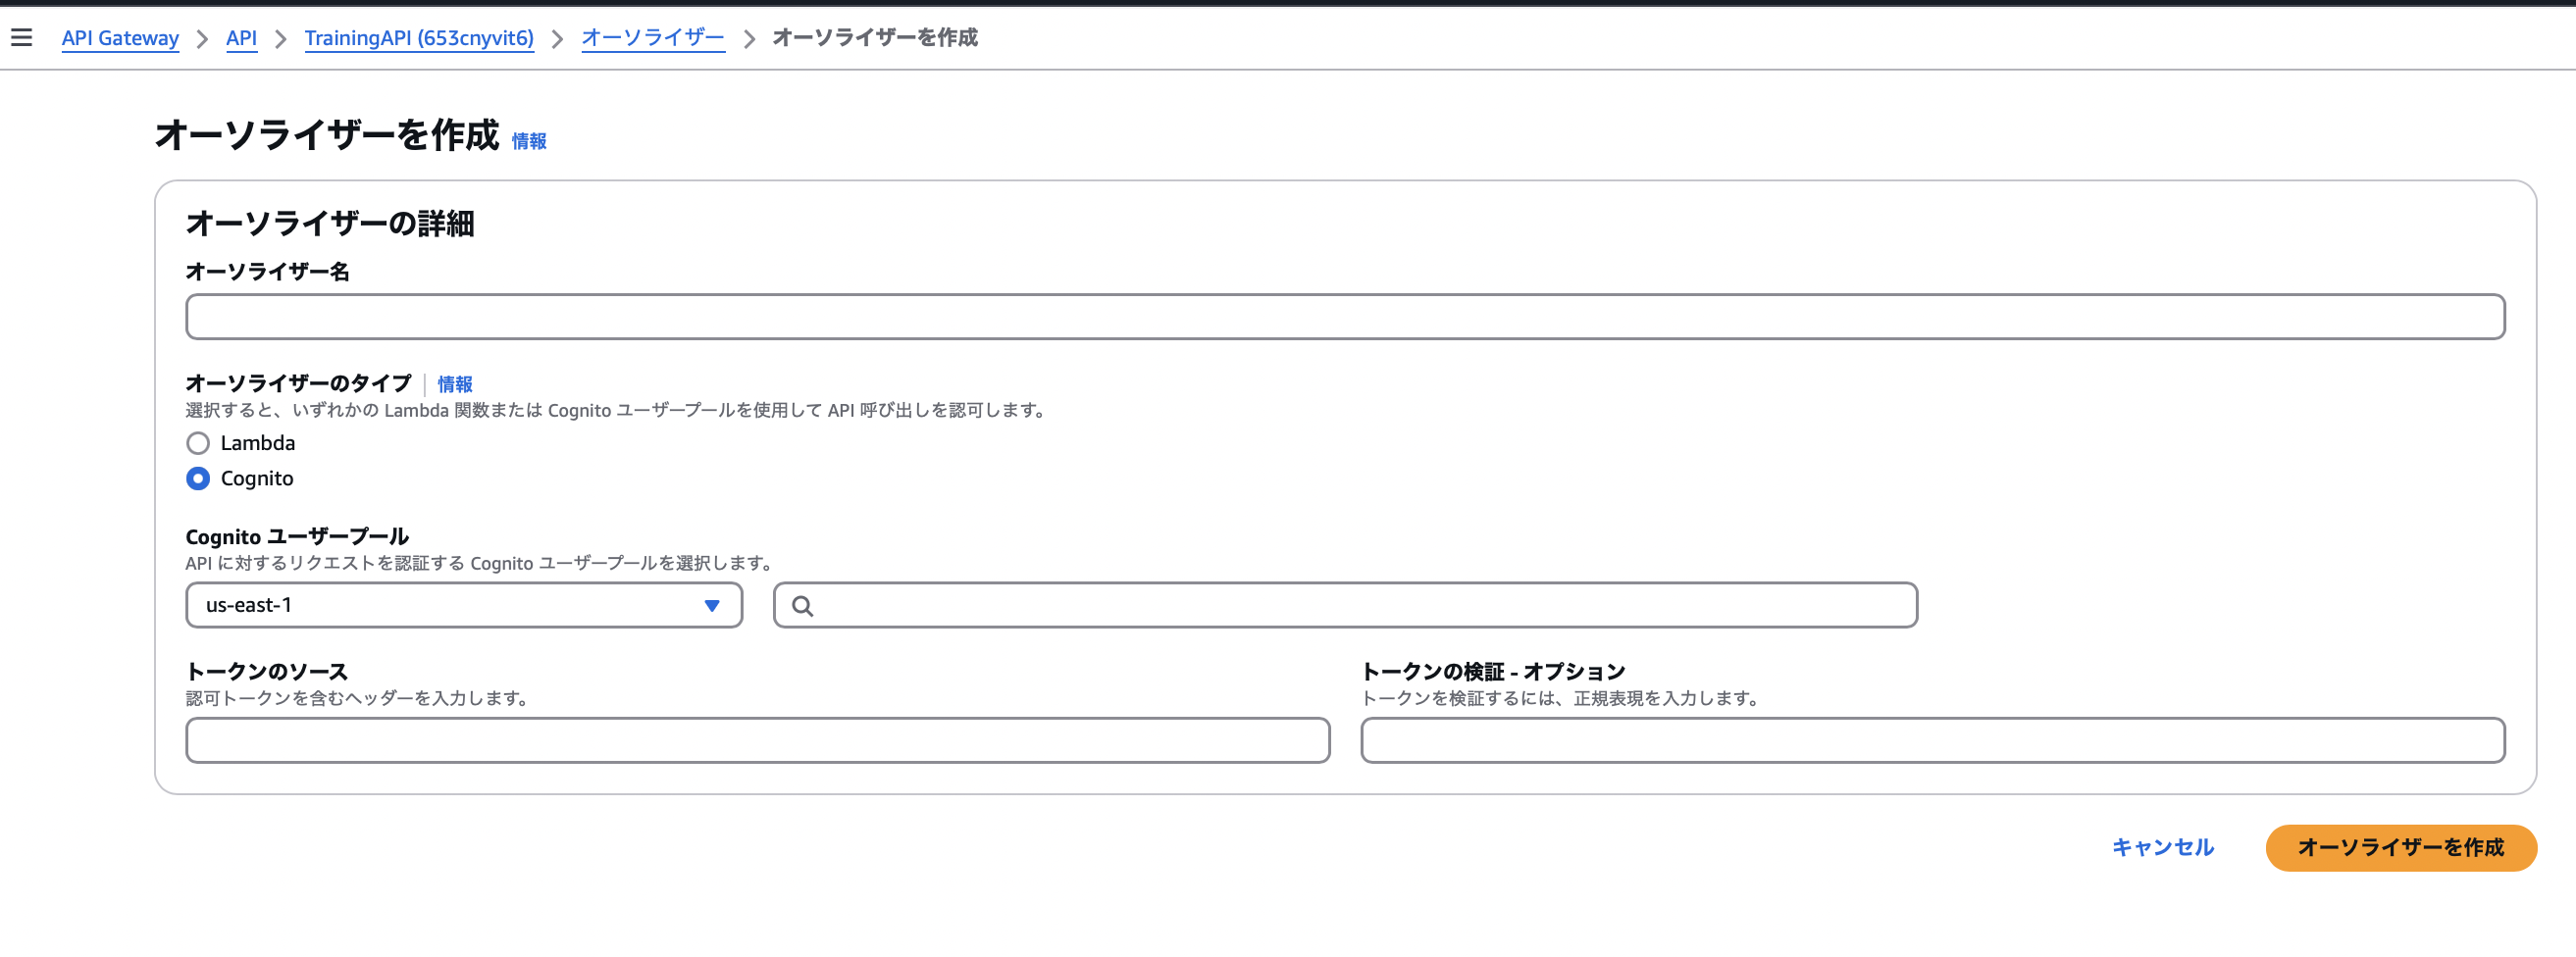 API Gateway > API > TrainingAPI (653cnyvit6) > オーソライザー > オーソライザーを作成
オーソライザーを作成 情報
オーソライザーの詳細
オーソライザー名
オーソライザーのタイプ | 情報
選択すると、いずれかの Lambda 関数または Cognito ユーザープールを使用して API 呼び出しを認可します。
Lambda
Cognito
Cognito ユーザープール
API に対するリクエストを認証する Cognito ユーザープールを選択します。
us-east-1
トークンのソース
認可トークンを含むヘッダーを入力します。
トークンの検証 - オプション
トークンを検証するには、正規表現を入力します。
キャンセル
オーソライザーを作成